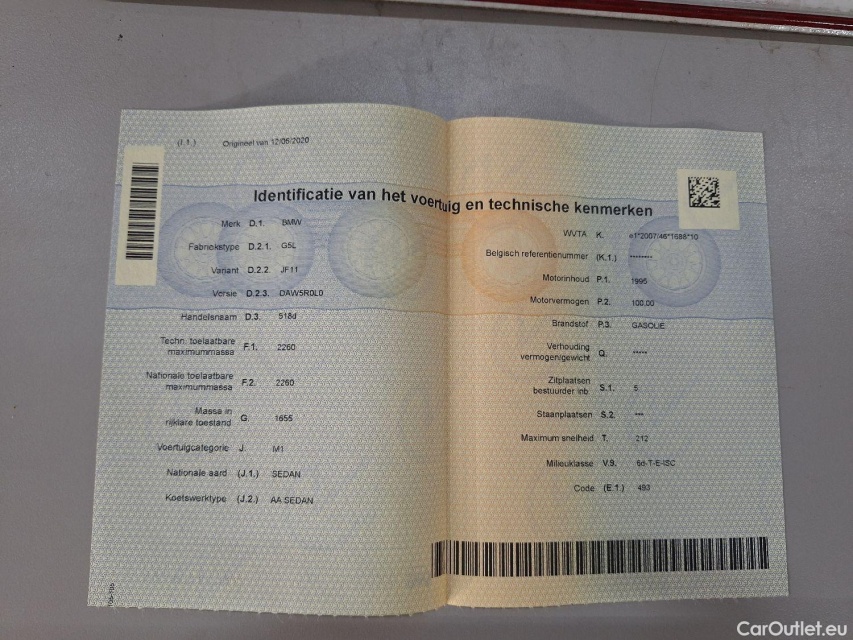 (I.1.) Origineel van 12/05/2020
Identificatie van het voertuig en technische kenmerken
Merk D.1. BMW
Fabriekstype D.2.1. G5L
Variant D.2.2. JF11
Versie D.2.3. DAW5R0L0
Handelsnaam D.3. 518d
Techn. toelaatbare
maximummassa F.1. 2260
Nationale toelaatbare
maximummassa F.2. 2260
Massa in
rijklare toestand G. 1655
Voertuigcategorie J. M1
Nationale aard (J.1.) SEDAN
Koetswerktype (J.2.) AA SEDAN
WVTA K. e1*2007/46*1688*10
Belgisch referentienummer (K.1.) ********
Motorinhoud P.1. 1995
Motorvermogen P.2. 100.00
Brandstof P.3. GASOLIE
Verhouding
vermogen/gewicht Q. *****
Zitplaatsen
bestuurder inb. S.1. 5
Staanplaatsen S.2. ***
Maximum snelheid T. 212
Milieuklasse V.9. 6d-T-E-ISC
Code (E.1.) 493
CarOutlet.eu